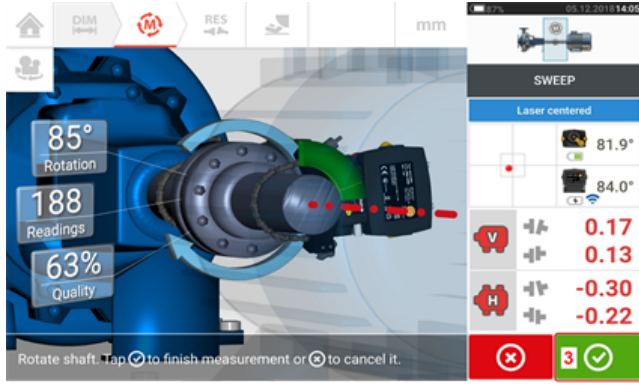 DIM
M
RES
mm
87%
05.12.2018 14:05
M
SWEEP
Laser centered
81.9°
84.0°
85°
Rotation
188
Readings
63%
Quality
V
0.17
0.13
H
-0.30
-0.22
Rotate shaft. Tap to finish measurement or to cancel it.
3